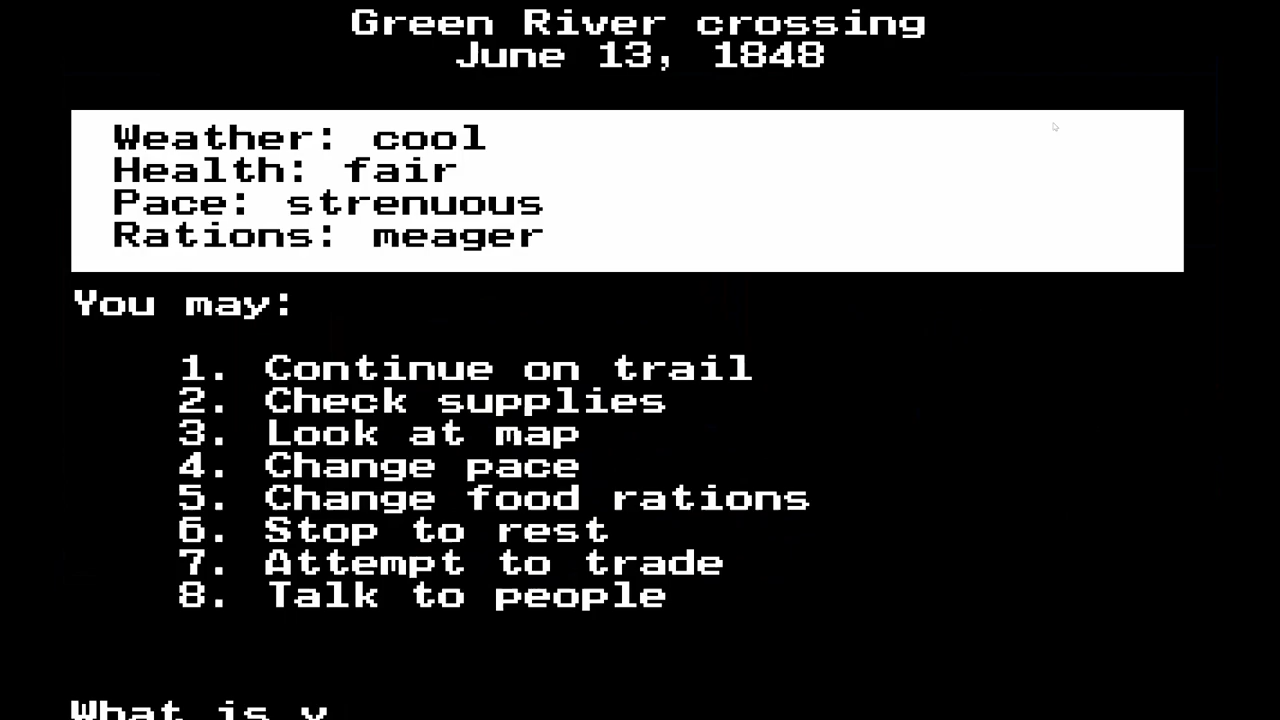 Green River crossing
June 13, 1848
Weather: cool
Health: fair
Pace: strenuous
Rations: meager
You may:
1. Continue on trail
2. Check supplies
3. Look at map
4. Change pace
5. Change food rations
6. Stop to rest
7. Attempt to trade
8. Talk to people
What is y